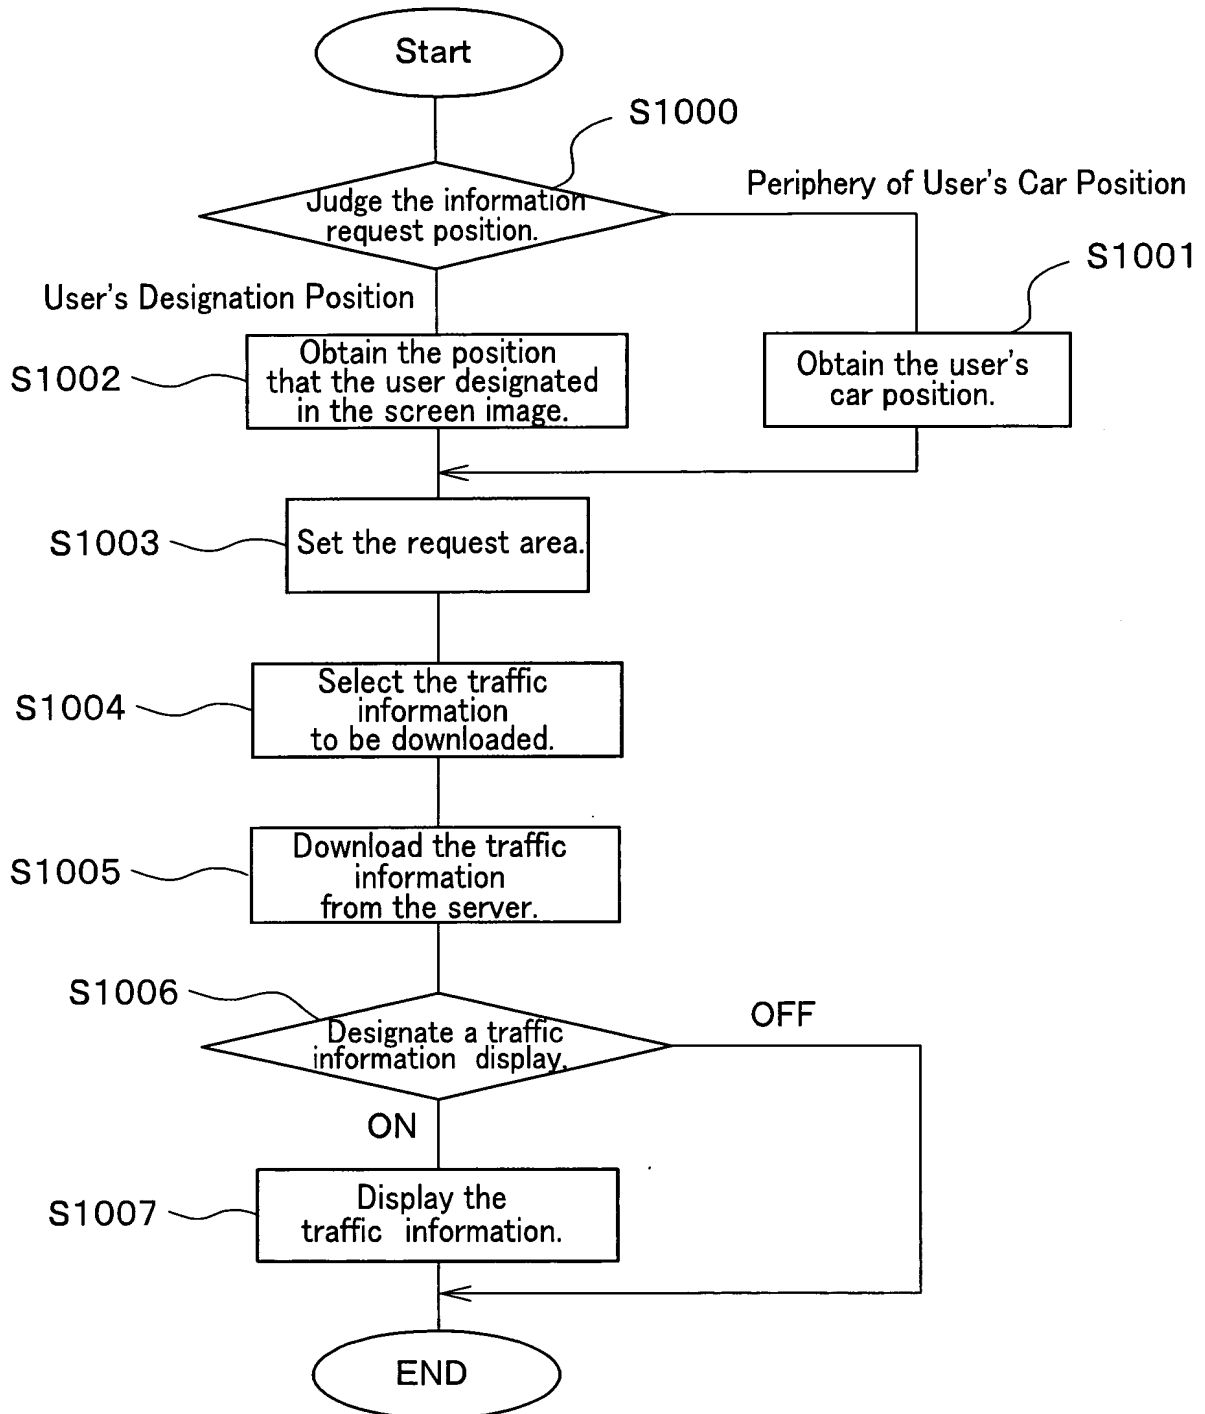 Start
S1000
Judge the information
request position.
Periphery of User's Car Position
S1001
User's Designation Position
S1002
Obtain the position
that the user designated
in the screen image.
Obtain the user's
car position.
S1003
Set the request area.
S1004
Select the traffic
information
to be downloaded.
S1005
Download the traffic
information
from the server.
S1006
Designate a traffic
information display.
OFF
ON
S1007
Display the
traffic information.
END